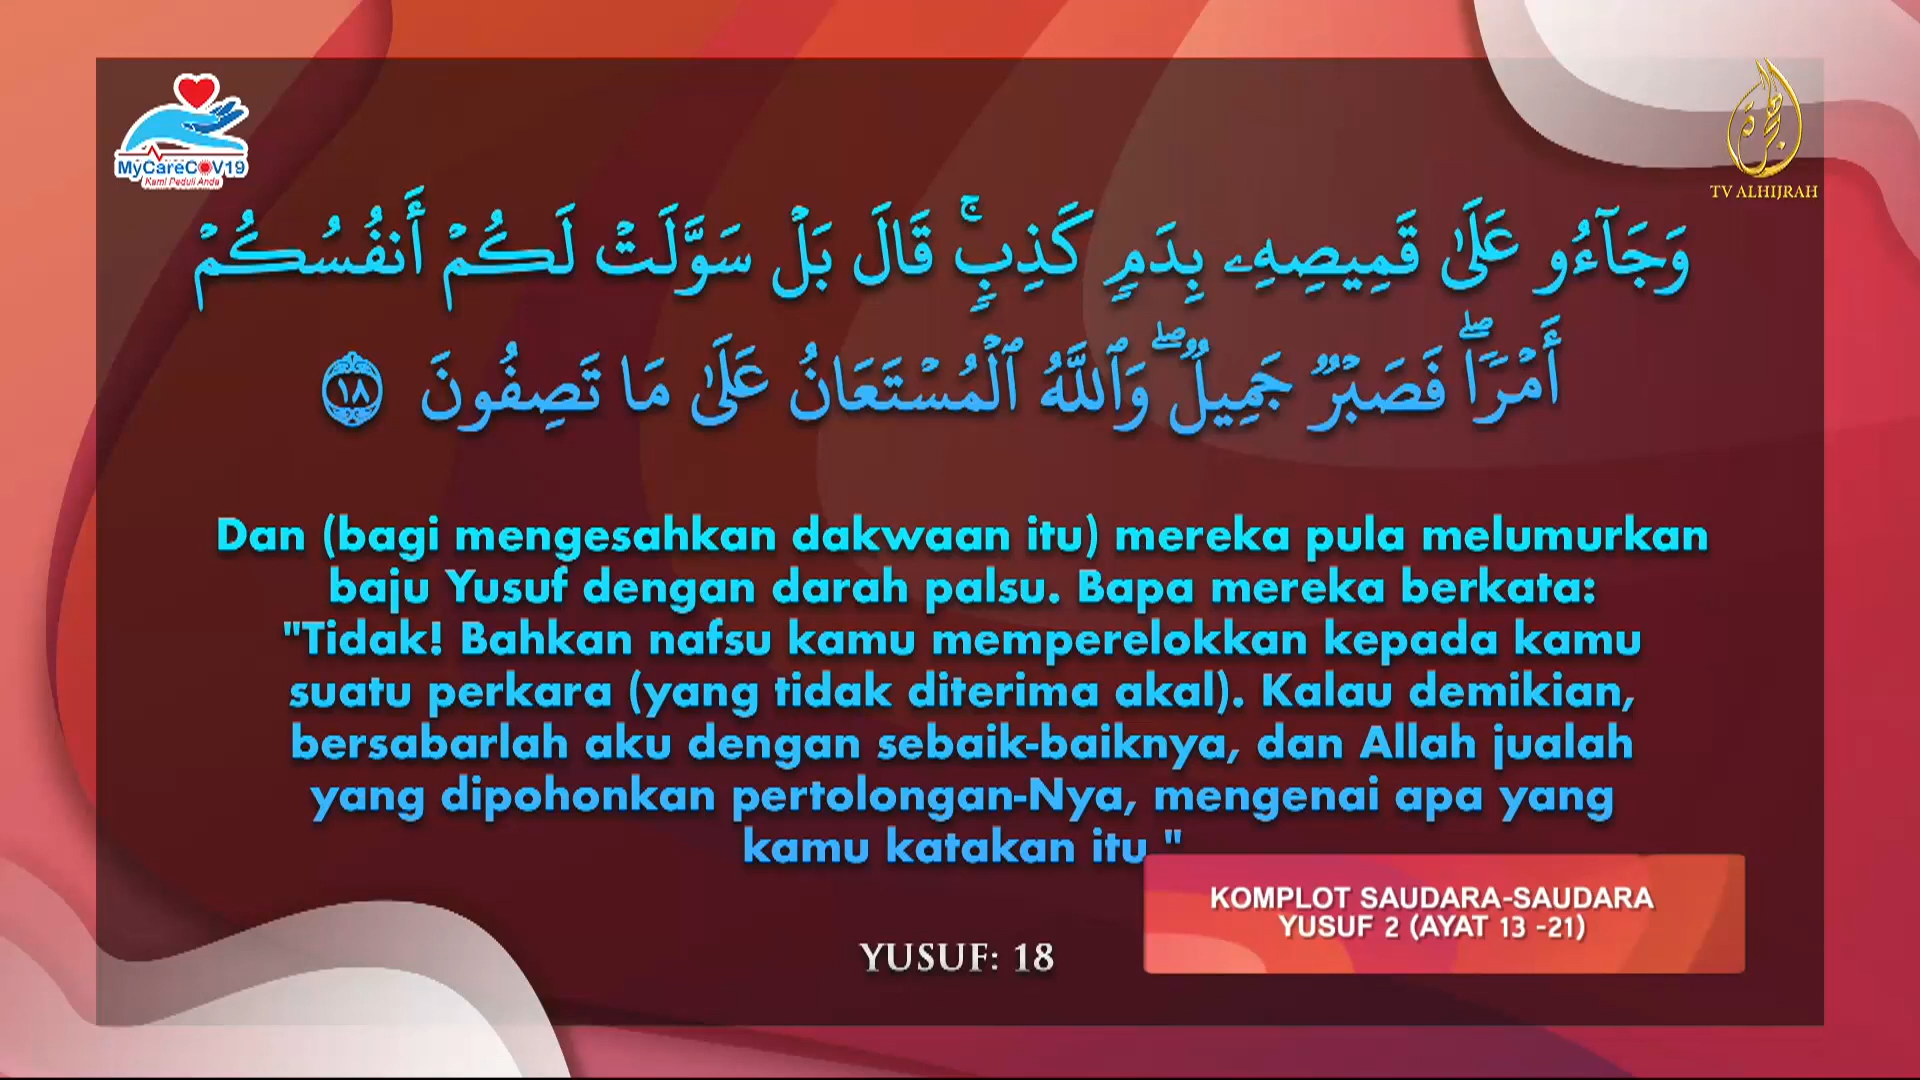 MyCareCOV19
Kami Peduli Anda
الهجرة
TV ALHIJRAH
وَجَآءُو عَلَىٰ قَمِيصِهِۦ بِدَمٍۢ كَذِبٍۢ ۚ قَالَ بَلْ سَوَّلَتْ لَكُمْ أَنفُسُكُمْ
أَمْرًۭا ۖ فَصَبْرٌۭ جَمِيلٌۭ ۖ وَٱللَّهُ ٱلْمُسْتَعَانُ عَلَىٰ مَا تَصِفُونَ ١٨
Dan (bagi mengesahkan dakwaan itu) mereka pula melumurkan
baju Yusuf dengan darah palsu. Bapa mereka berkata:
"Tidak! Bahkan nafsu kamu memperelokkan kepada kamu
suatu perkara (yang tidak diterima akal). Kalau demikian,
bersabarlah aku dengan sebaik-baiknya, dan Allah jualah
yang dipohonkan pertolongan-Nya, mengenai apa yang
kamu katakan itu."
KOMPLOT SAUDARA-SAUDARA
YUSUF 2 (AYAT 13 -21)
YUSUF: 18